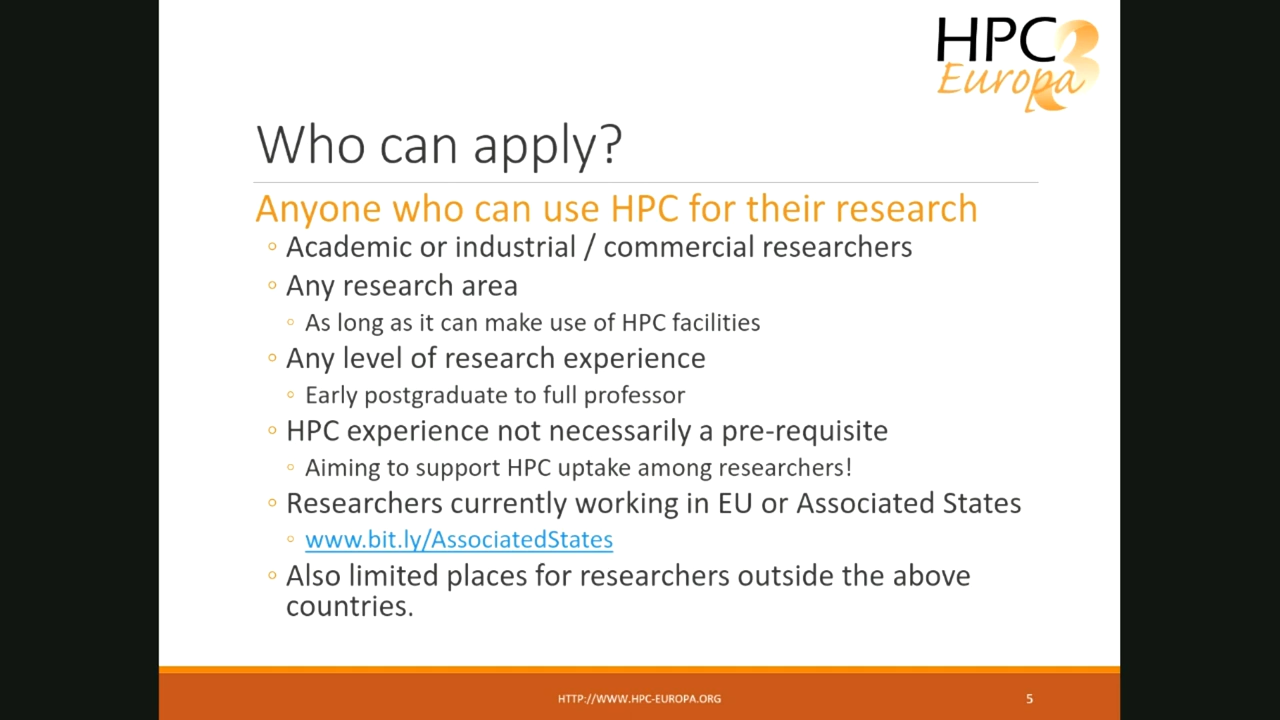 HPC
Europa 3
Who can apply?
Anyone who can use HPC for their research
◦ Academic or industrial / commercial researchers
◦ Any research area
◦ As long as it can make use of HPC facilities
◦ Any level of research experience
◦ Early postgraduate to full professor
◦ HPC experience not necessarily a pre-requisite
◦ Aiming to support HPC uptake among researchers!
◦ Researchers currently working in EU or Associated States
◦ www.bit.ly/AssociatedStates
◦ Also limited places for researchers outside the above
countries.
HTTP://WWW.HPC-EUROPA.ORG
5